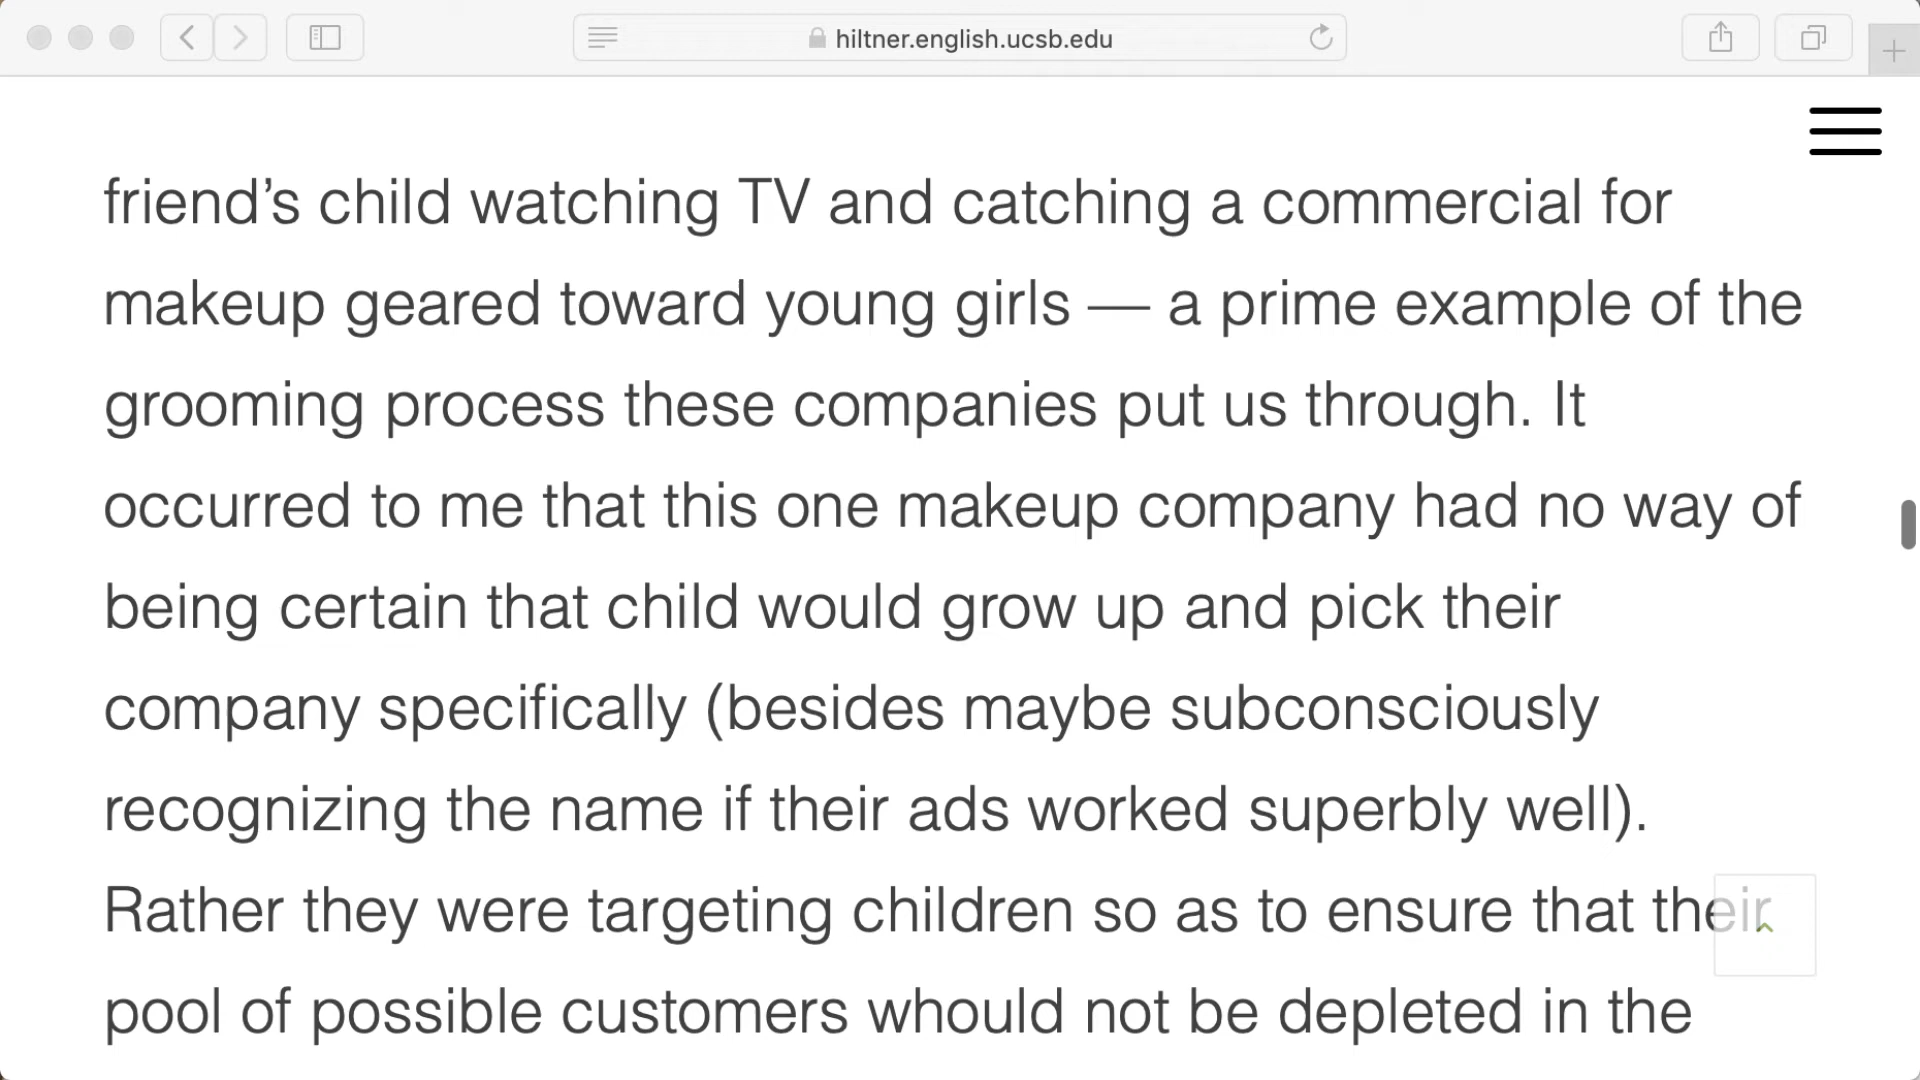 hiltner.english.ucsb.edu
friend’s child watching TV and catching a commercial for
makeup geared toward young girls — a prime example of the
grooming process these companies put us through. It
occurred to me that this one makeup company had no way of
being certain that child would grow up and pick their
company specifically (besides maybe subconsciously
recognizing the name if their ads worked superbly well).
Rather they were targeting children so as to ensure that their
pool of possible customers whould not be depleted in the